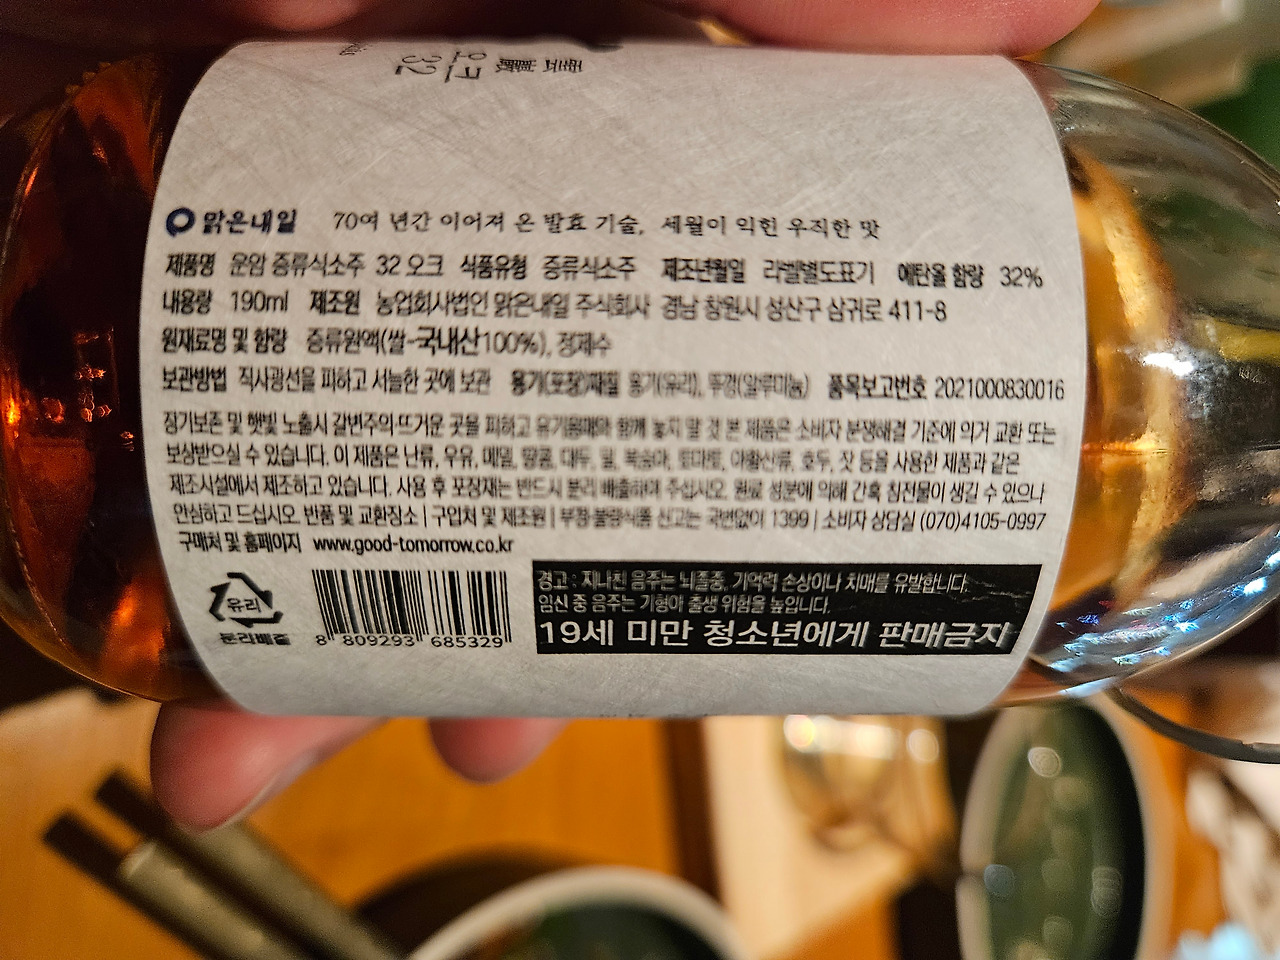 오크
32
맑은내일 70여 년간 이어져 온 발효 기술, 세월이 익힌 우직한 맛
제품명 운암 증류식소주 32 오크 식품유형 증류식소주 제조년월일 라벨별도표기 에탄올 함량 32%
내용량 190ml 제조원 농업회사법인 맑은내일 주식회사 경남 창원시 성산구 삼귀로 411-8
원재료명 및 함량 증류원액(쌀-국내산100%), 정제수
보관방법 직사광선을 피하고 서늘한 곳에 보관 용기(포장)재질 용기(유리), 뚜껑(알루미늄) 품목보고번호 2021000830016
장기보존 및 햇빛 노출시 갈변주의·뜨거운 곳을 피하고 유기용매와 함께 놓지 말 것 본 제품은 소비자 분쟁해결 기준에 의거 교환 또는
보상받으실 수 있습니다. 이 제품은 난류, 우유, 메밀, 땅콩, 대두, 밀, 복숭아, 토마토, 아황산류, 호두, 잣 등을 사용한 제품과 같은
제조시설에서 제조하고 있습니다. 사용 후 포장재는 반드시 분리 배출하여 주십시오. 원료 성분에 의해 간혹 침전물이 생길 수 있으나
안심하고 드십시오. 반품 및 교환장소 | 구입처 및 제조원 | 부정·불량식품 신고는 국번없이 1399 | 소비자 상담실 (070)4105-0997
구매처 및 홈페이지 www.good-tomorrow.co.kr
유리
분리배출
8 809293 685329
경고 : 지나친 음주는 뇌졸중, 기억력 손상이나 치매를 유발합니다.
임신 중 음주는 기형아 출생 위험을 높입니다.
19세 미만 청소년에게 판매금지